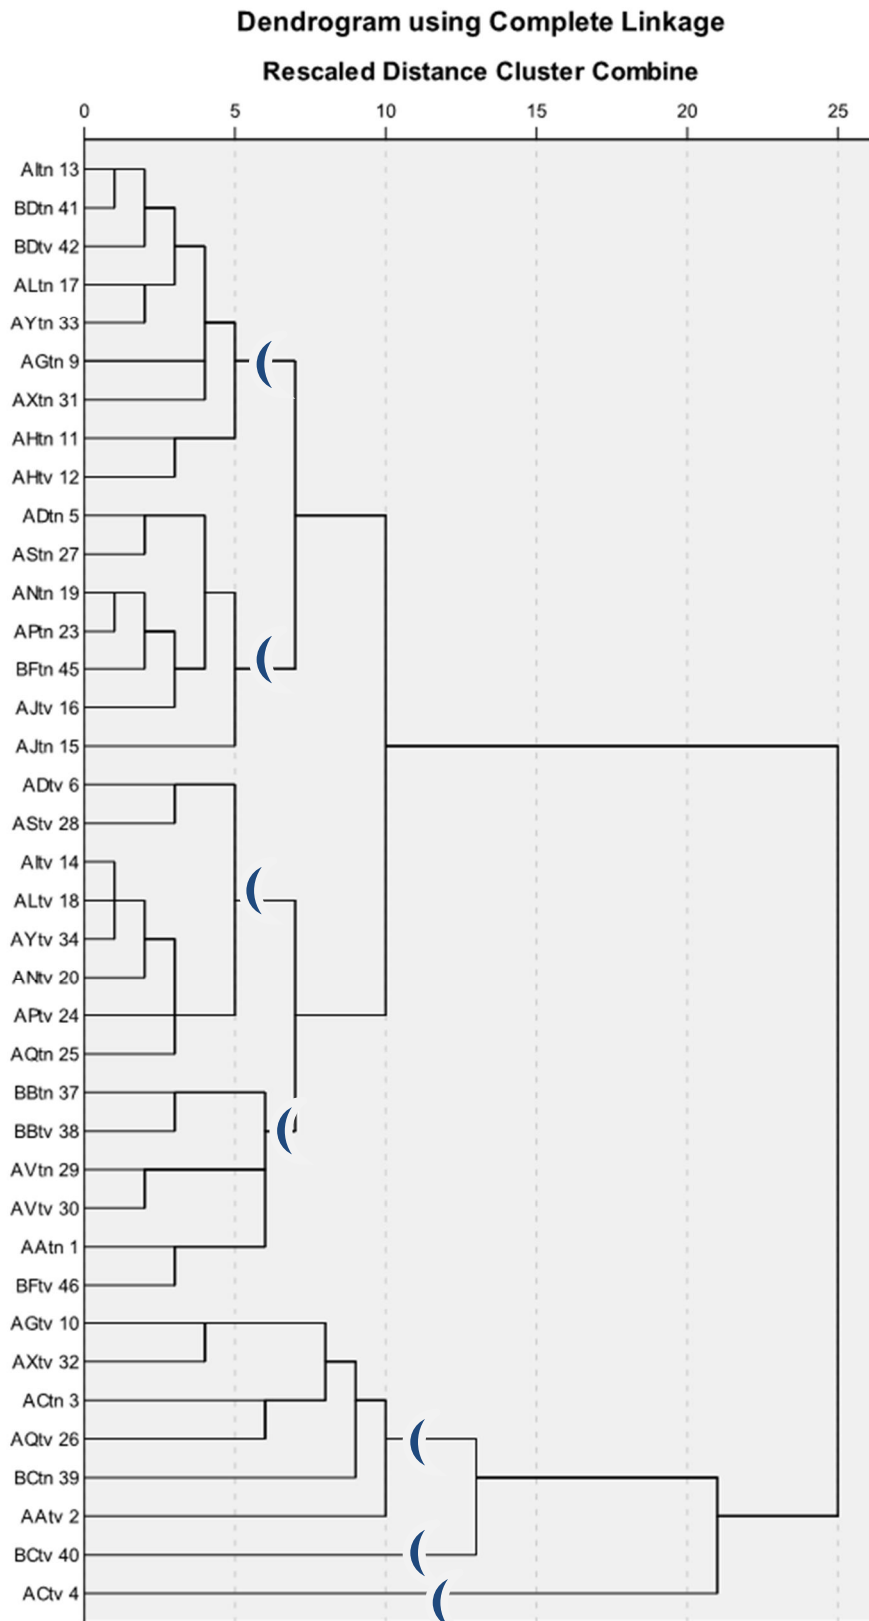 Dendrogram using Complete Linkage
Rescaled Distance Cluster Combine
0 5 10 15 20 25
AItn 13
BDtn 41
BDtv 42
ALtn 17
AYtn 33
AGtn 9
AXtn 31
AHtn 11
AHtv 12
ADtn 5
AStn 27
ANtn 19
APtn 23
BFtn 45
AJtv 16
AJtn 15
ADtv 6
AStv 28
AItv 14
ALtv 18
AYtv 34
ANtv 20
APtv 24
AQtn 25
BBtn 37
BBtv 38
AVtn 29
AVtv 30
AAtn 1
BFtv 46
AGtv 10
AXtv 32
ACtn 3
AQtv 26
BCtn 39
AAtv 2
BCtv 40
ACtv 4